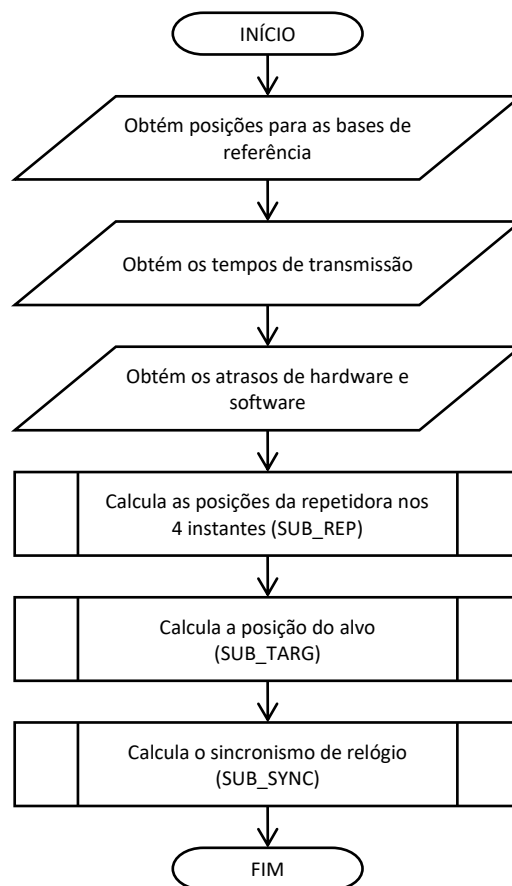 INÍCIO
Obtém posições para as bases de
referência
Obtém os tempos de transmissão
Obtém os atrasos de hardware e
software
Calcula as posições da repetidora nos
4 instantes (SUB_REP)
Calcula a posição do alvo
(SUB_TARG)
Calcula o sincronismo de relógio
(SUB_SYNC)
FIM